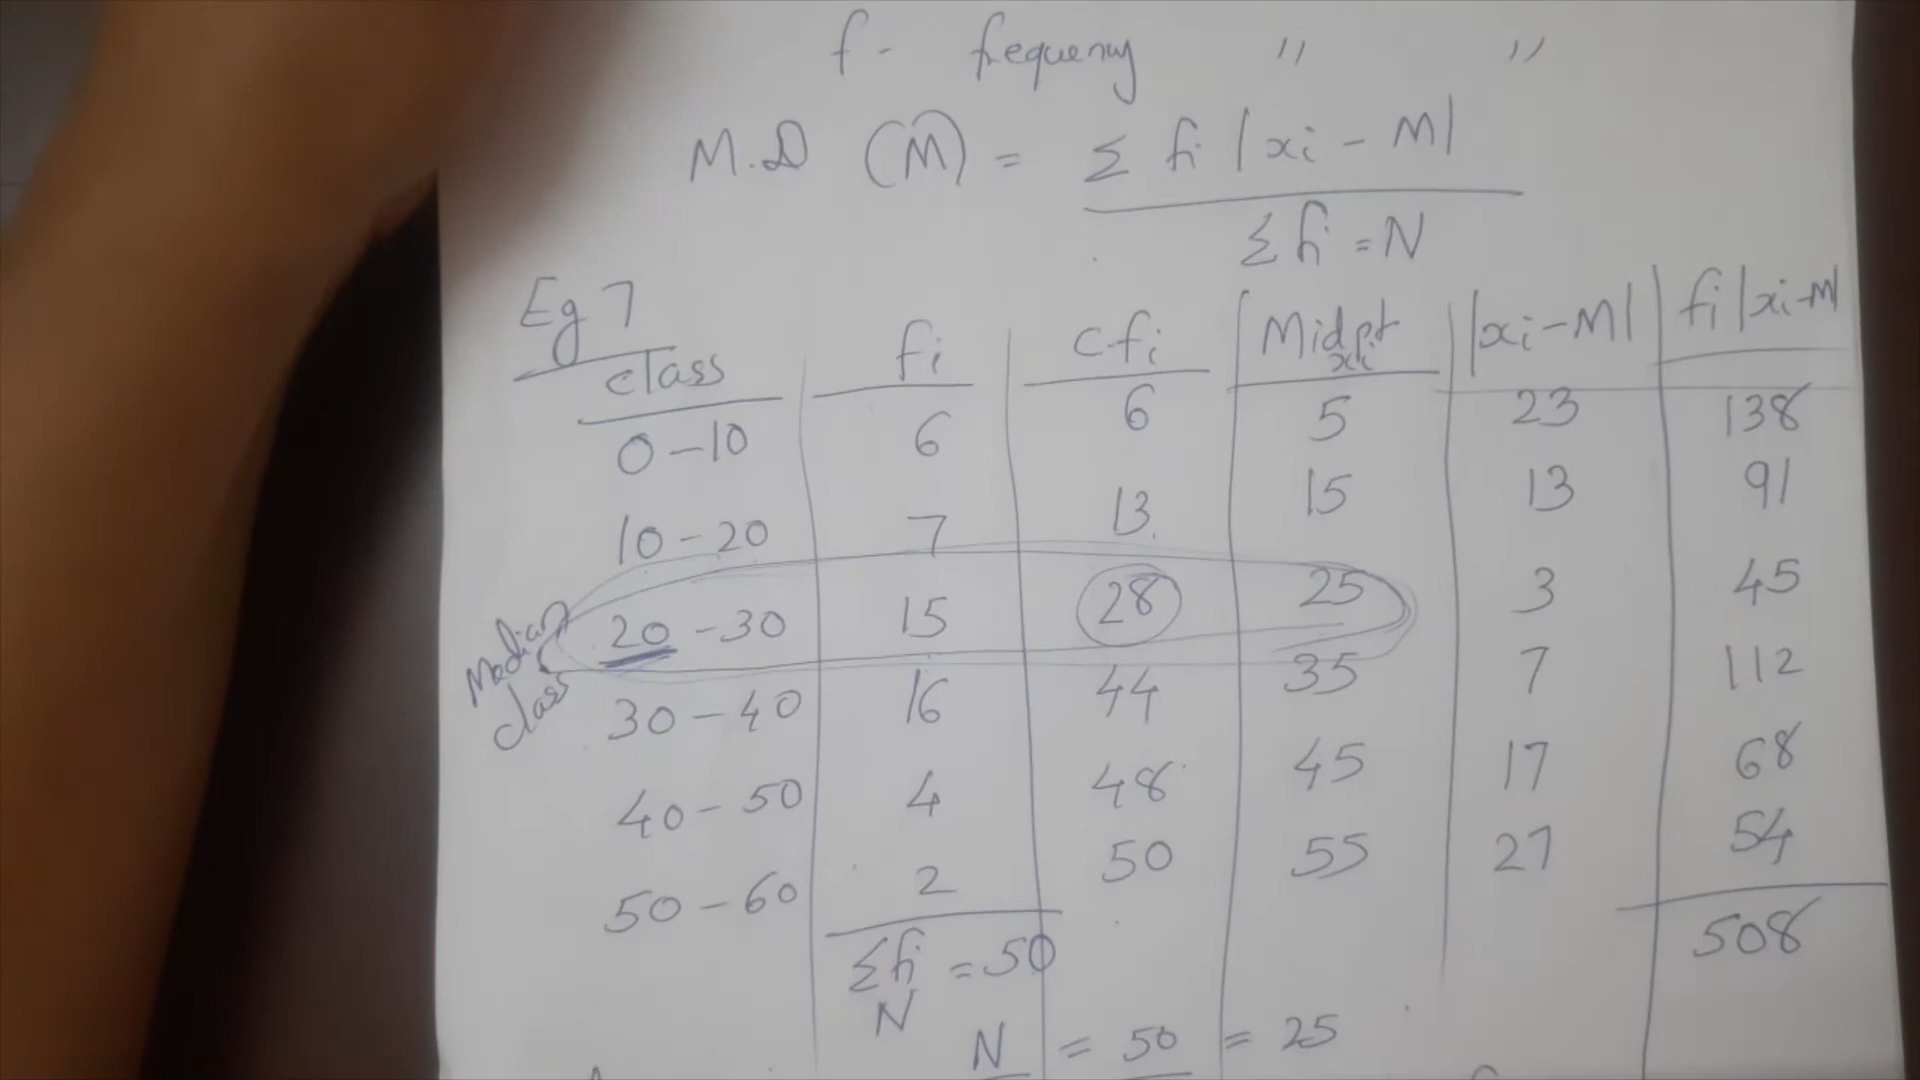 f - frequency " "
M.D (M) = Σ fi |xi - M|
Σ fi = N
Eg 7
class fi c.fi Midpt xi |xi - M| fi |xi - M|
0 - 10 6 6 5 23 138
10 - 20 7 13 15 13 91
Median class 20 - 30 15 28 25 3 45
30 - 40 16 44 35 7 112
40 - 50 4 48 45 17 68
50 - 60 2 50 55 27 54
Σfi = 50 508
N
N = 50 = 25